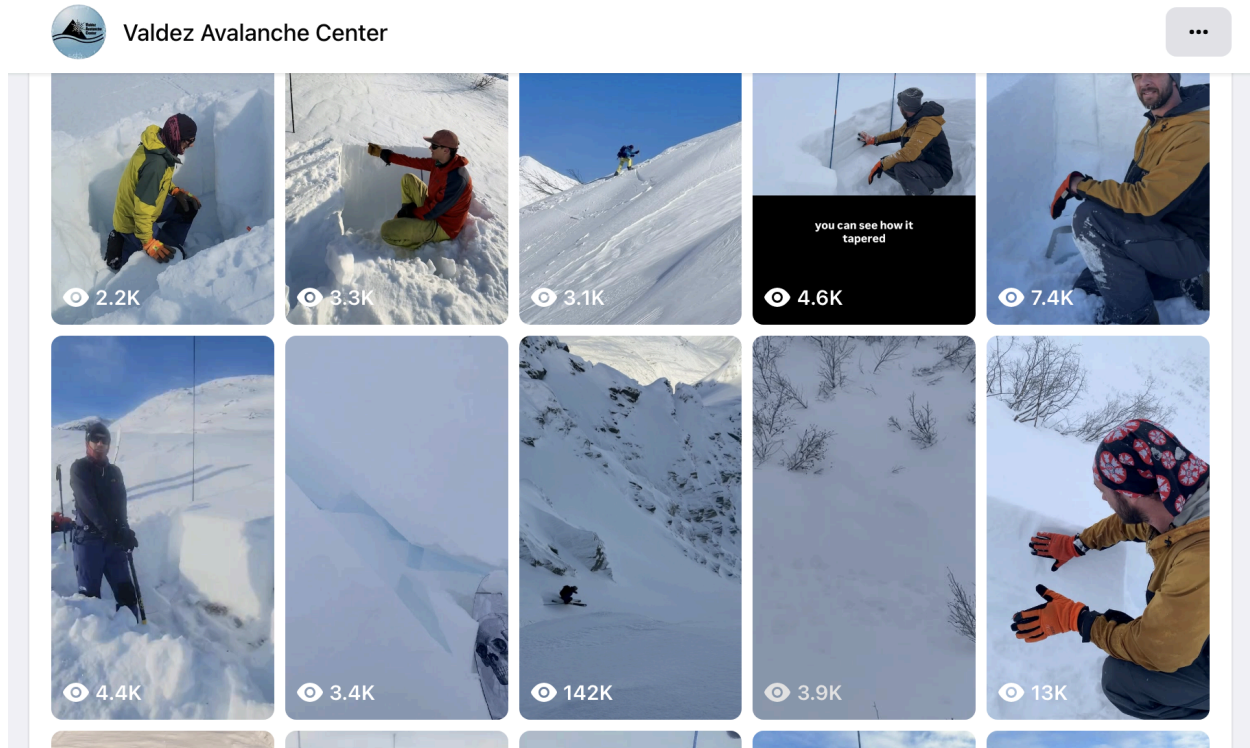 Valdez Avalanche Center
2.2K
3.3K
3.1K
you can see how it
tapered
4.6K
7.4K
4.4K
3.4K
142K
3.9K
13K